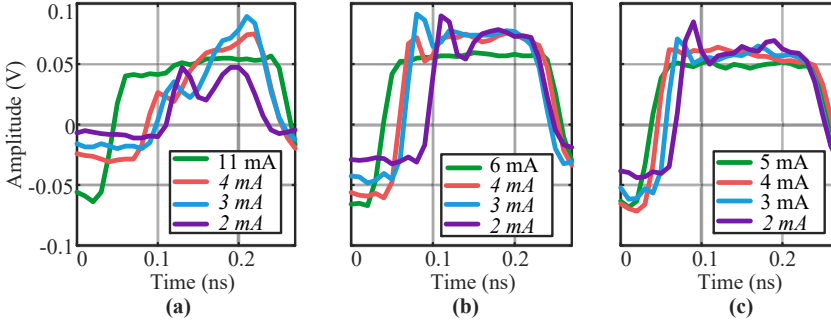 0.1
0.05
0
-0.05
-0.1
Amplitude (V)
11 mA
4 mA
3 mA
2 mA
0 0.1 0.2
Time (ns)
(a)
6 mA
4 mA
3 mA
2 mA
0 0.1 0.2
Time (ns)
(b)
5 mA
4 mA
3 mA
2 mA
0 0.1 0.2
Time (ns)
(c)